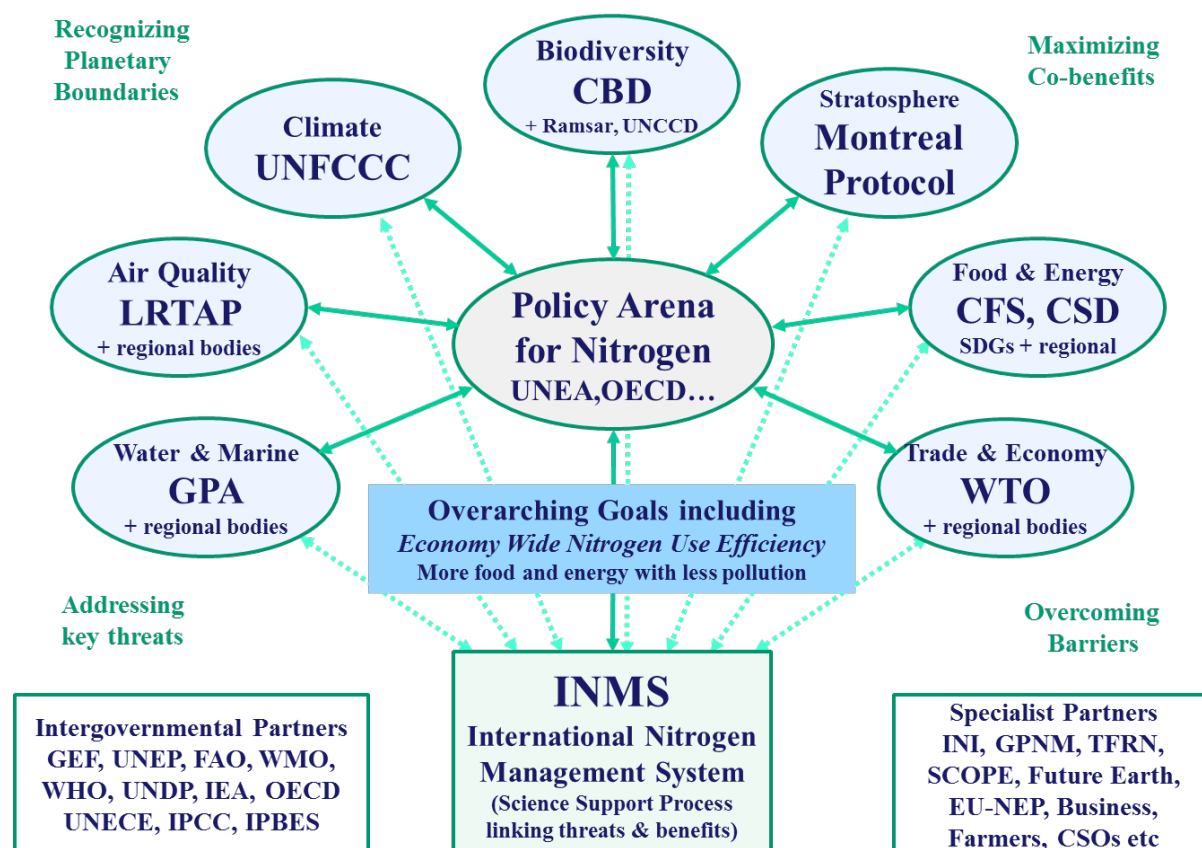 Recognizing
Planetary
Boundaries
Biodiversity
CBD
+ Ramsar, UNCCD
Maximizing
Co-benefits
Climate
UNFCCC
Stratosphere
Montreal
Protocol
Air Quality
LRTAP
+ regional bodies
Policy Arena
for Nitrogen
UNEA,OECD…
Food & Energy
CFS, CSD
SDGs + regional
Water & Marine
GPA
+ regional bodies
Trade & Economy
WTO
+ regional bodies
Overarching Goals including
Economy Wide Nitrogen Use Efficiency
More food and energy with less pollution
Addressing
key threats
Overcoming
Barriers
Intergovernmental Partners
GEF, UNEP, FAO, WMO,
WHO, UNDP, IEA, OECD
UNECE, IPCC, IPBES
INMS
International Nitrogen
Management System
(Science Support Process
linking threats & benefits)
Specialist Partners
INI, GPNM, TFRN,
SCOPE, Future Earth,
EU-NEP, Business,
Farmers, CSOs etc